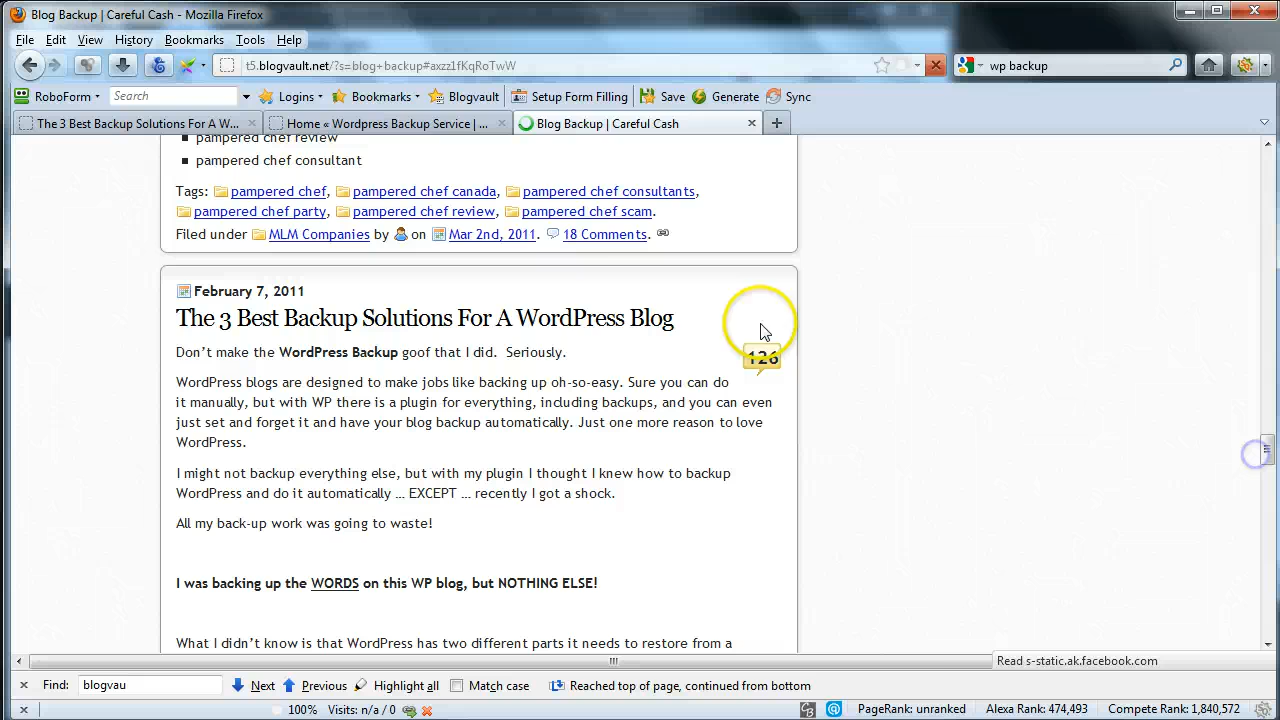 Blog Backup | Careful Cash - Mozilla Firefox
File Edit View History Bookmarks Tools Help
t5.blogvault.net/?s=blog+backup#axzz1fKqRoTwW
wp backup
RoboForm Search Logins Bookmarks Blogvault Setup Form Filling Save Generate Sync
The 3 Best Backup Solutions For A W... Home « Wordpress Backup Service | ... Blog Backup | Careful Cash
pampered chef review
pampered chef consultant
Tags: pampered chef, pampered chef canada, pampered chef consultants,
pampered chef party, pampered chef review, pampered chef scam.
Filed under MLM Companies by on Mar 2nd, 2011. 18 Comments.
February 7, 2011
The 3 Best Backup Solutions For A WordPress Blog
126
Don't make the WordPress Backup goof that I did. Seriously.
WordPress blogs are designed to make jobs like backing up oh-so-easy. Sure you can do
it manually, but with WP there is a plugin for everything, including backups, and you can even
just set and forget it and have your blog backup automatically. Just one more reason to love
WordPress.
I might not backup everything else, but with my plugin I thought I knew how to backup
WordPress and do it automatically … EXCEPT … recently I got a shock.
All my back-up work was going to waste!
I was backing up the WORDS on this WP blog, but NOTHING ELSE!
What I didn't know is that WordPress has two different parts it needs to restore from a
Read s-static.ak.facebook.com
Find: blogvau Next Previous Highlight all Match case Reached top of page, continued from bottom
100% Visits: n/a / 0 PageRank: unranked Alexa Rank: 474,493 Compete Rank: 1,840,572